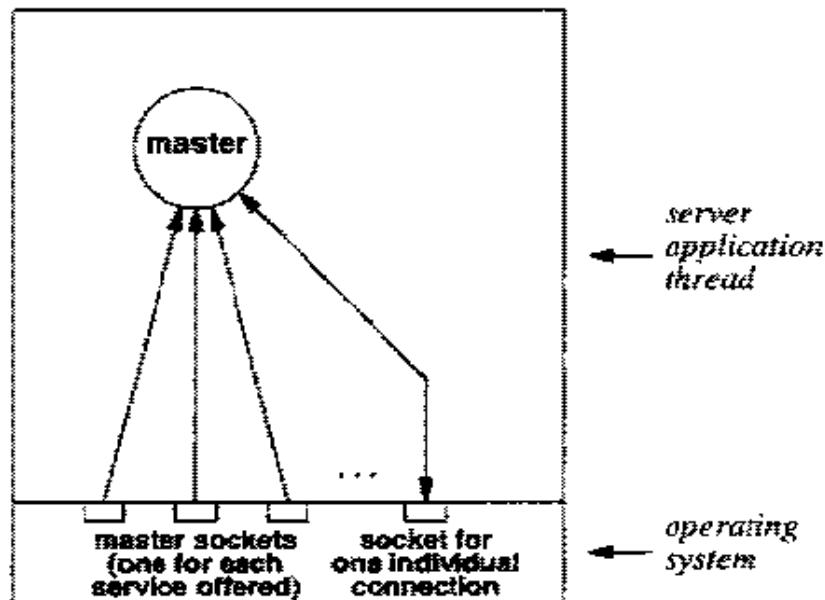 master
server
application
thread
. . .
master sockets
(one for each
service offered)
socket for
one individual
connection
operating
system